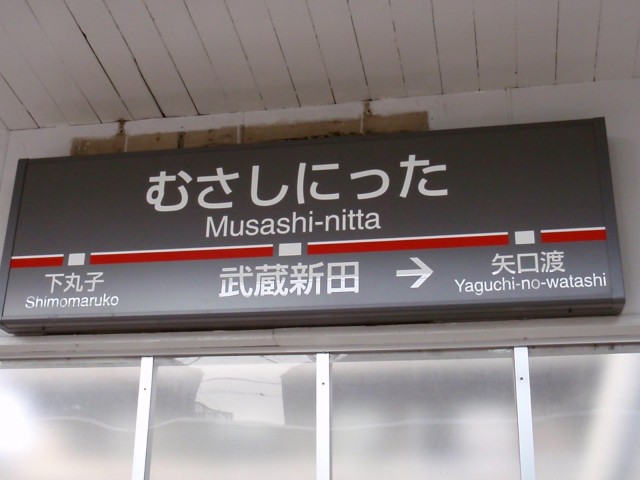 むさしにった
Musashi-nitta
下丸子
Shimomaruko
武蔵新田
→
矢口渡
Yaguchi-no-watashi